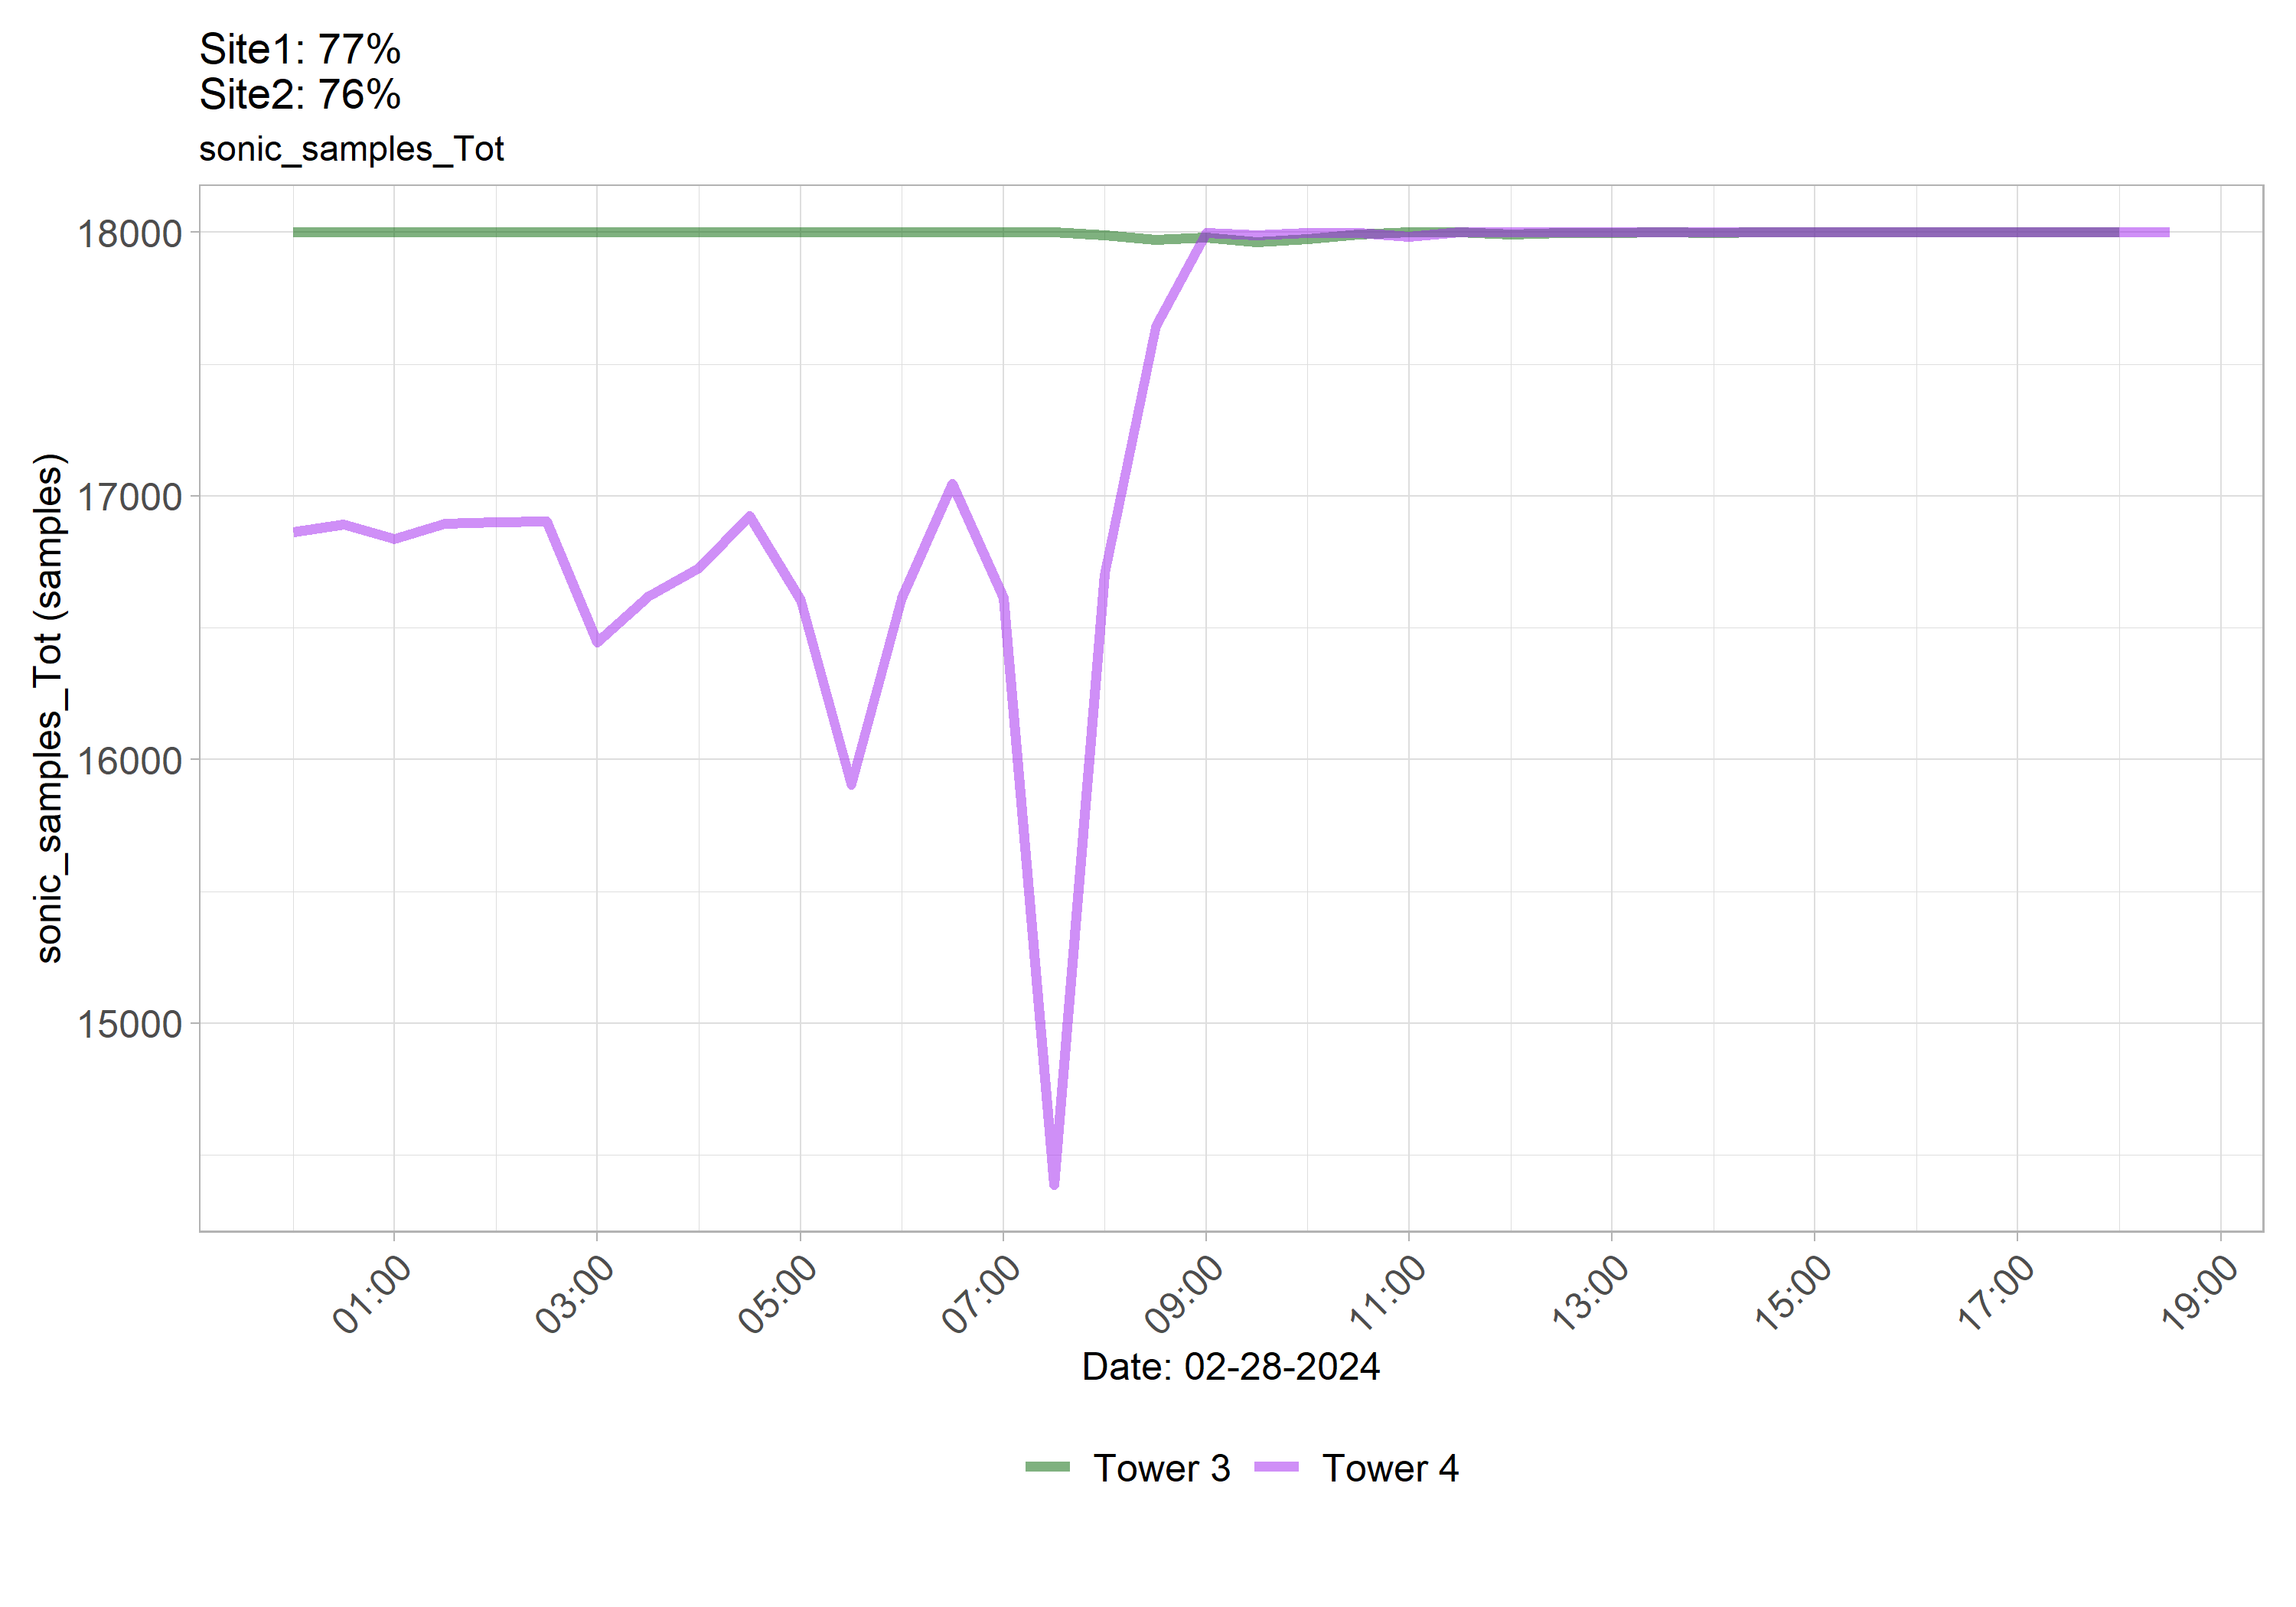 Site1: 77%
Site2: 76%
sonic_samples_Tot
sonic_samples_Tot (samples)
18000
17000
16000
15000
01:00
03:00
05:00
07:00
09:00
11:00
13:00
15:00
17:00
19:00
Date: 02-28-2024
Tower 3
Tower 4